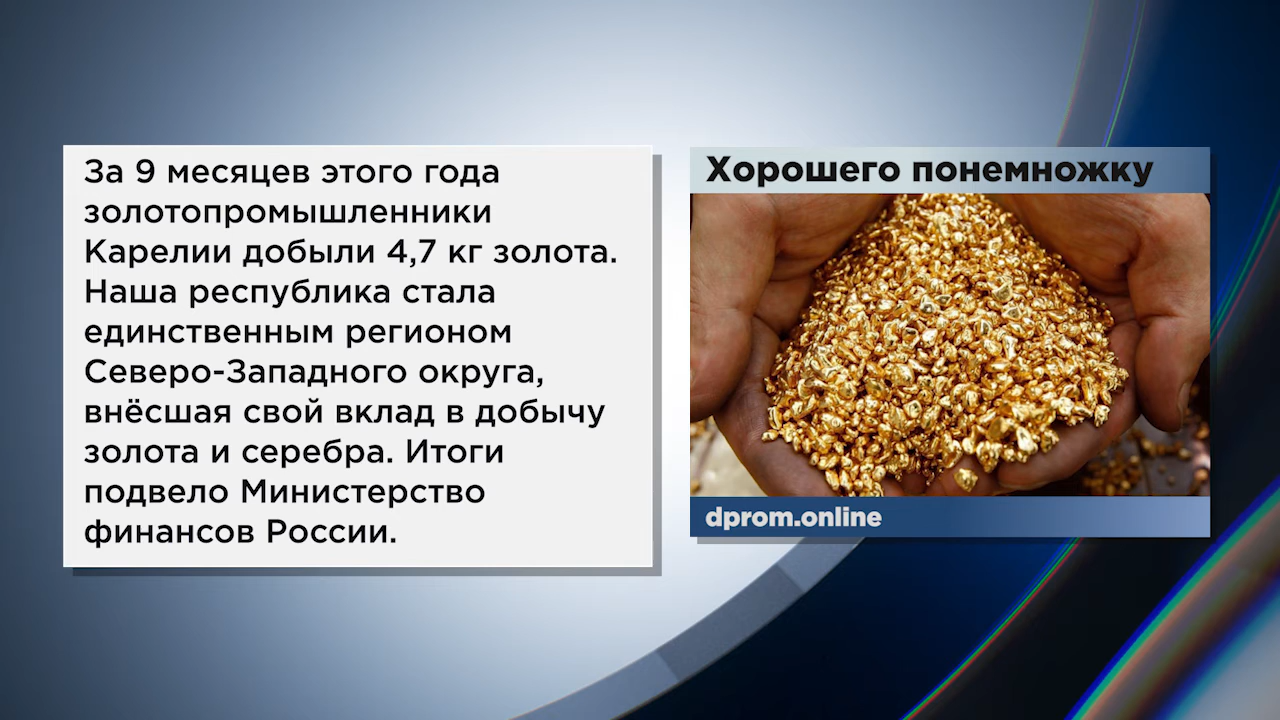 За 9 месяцев этого года
золотопромышленники
Карелии добыли 4,7 кг золота.
Наша республика стала
единственным регионом
Северо-Западного округа,
внёсшая свой вклад в добычу
золота и серебра. Итоги
подвело Министерство
финансов России.
Хорошего понемножку
dprom.online